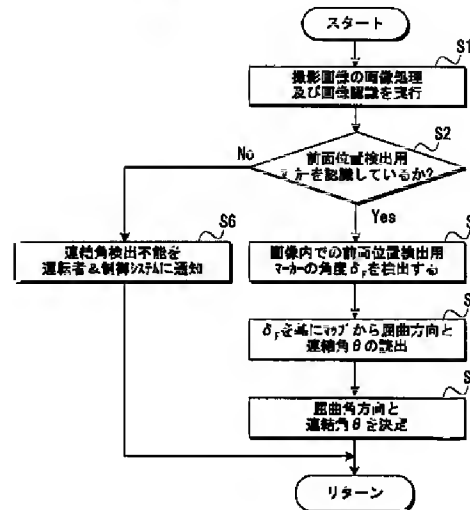 スタート
S1
撮影画像の画像処理
及び画像認識を実行
S2
前面位置検出用
マーカーを認識しているか?
No
Yes
S6
連結角検出不能を
運転者&制御システムに通知
S
画像内での前面位置検出用
マーカーの角度δFを検出する
S
δFを基にマップから屈曲方向と
連結角θの読出
S
屈曲角方向と
連結角θを決定
リターン